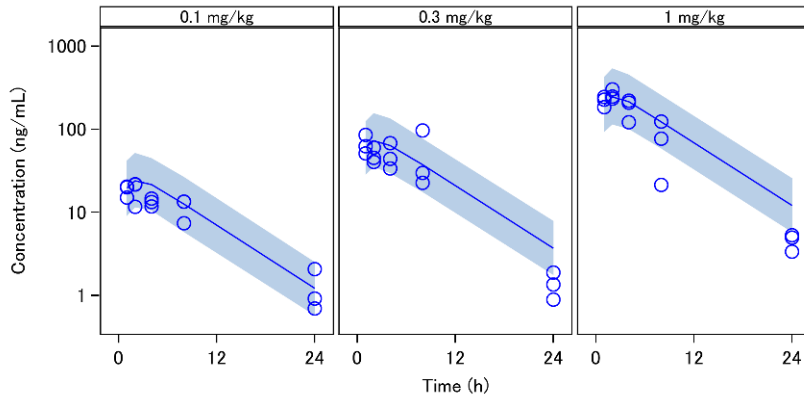 0.1 mg/kg 0.3 mg/kg 1 mg/kg
1000
100
10
1
Concentration (ng/mL)
0 12 24 0 12 24 0 12 24
Time (h)